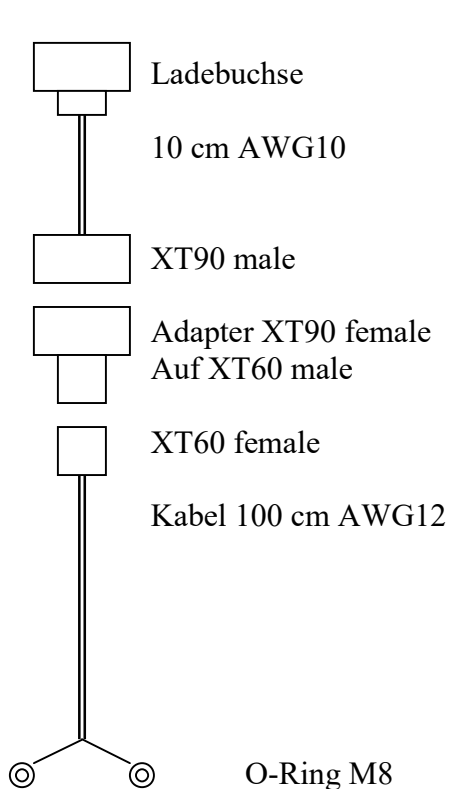 Ladebuchse
10 cm AWG10
XT90 male
Adapter XT90 female
Auf XT60 male
XT60 female
Kabel 100 cm AWG12
O-Ring M8